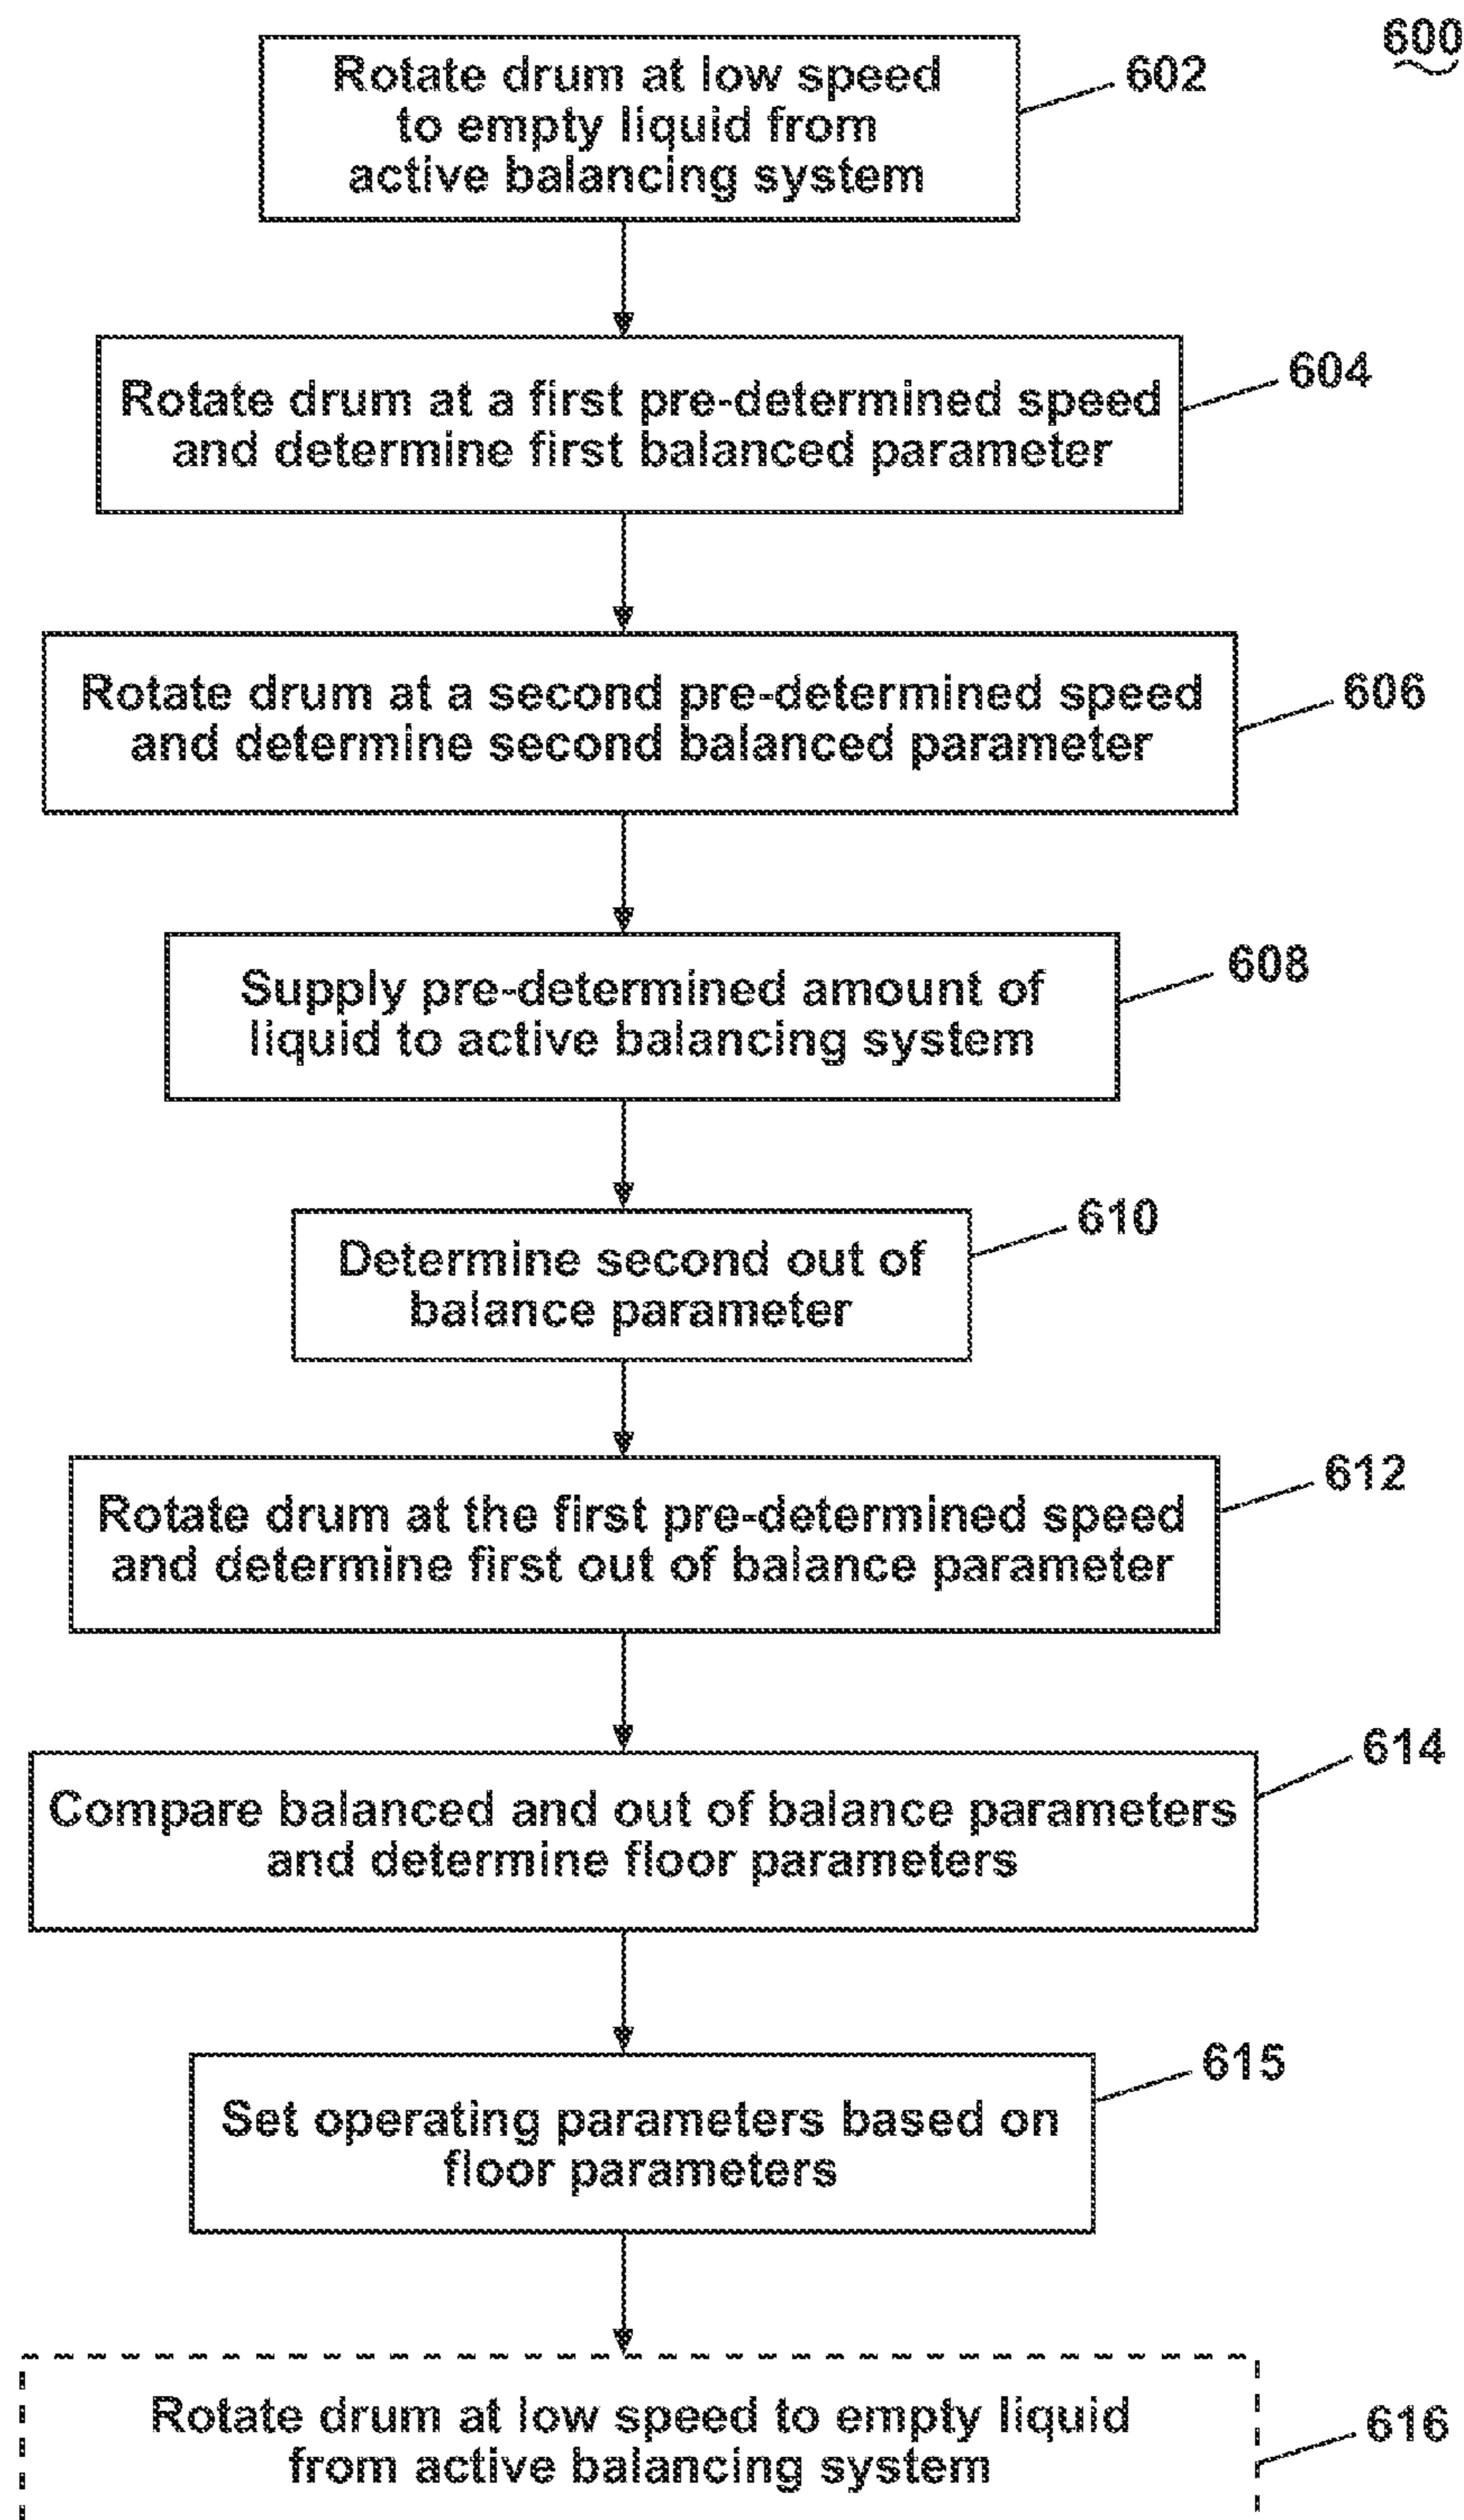 600
Rotate drum at low speed
to empty liquid from
active balancing system
602
Rotate drum at a first pre-determined speed
and determine first balanced parameter
604
Rotate drum at a second pre-determined speed
and determine second balanced parameter
606
Supply pre-determined amount of
liquid to active balancing system
608
Determine second out of
balance parameter
610
Rotate drum at the first pre-determined speed
and determine first out of balance parameter
612
Compare balanced and out of balance parameters
and determine floor parameters
614
Set operating parameters based on
floor parameters
615
Rotate drum at low speed to empty liquid
from active balancing system
616